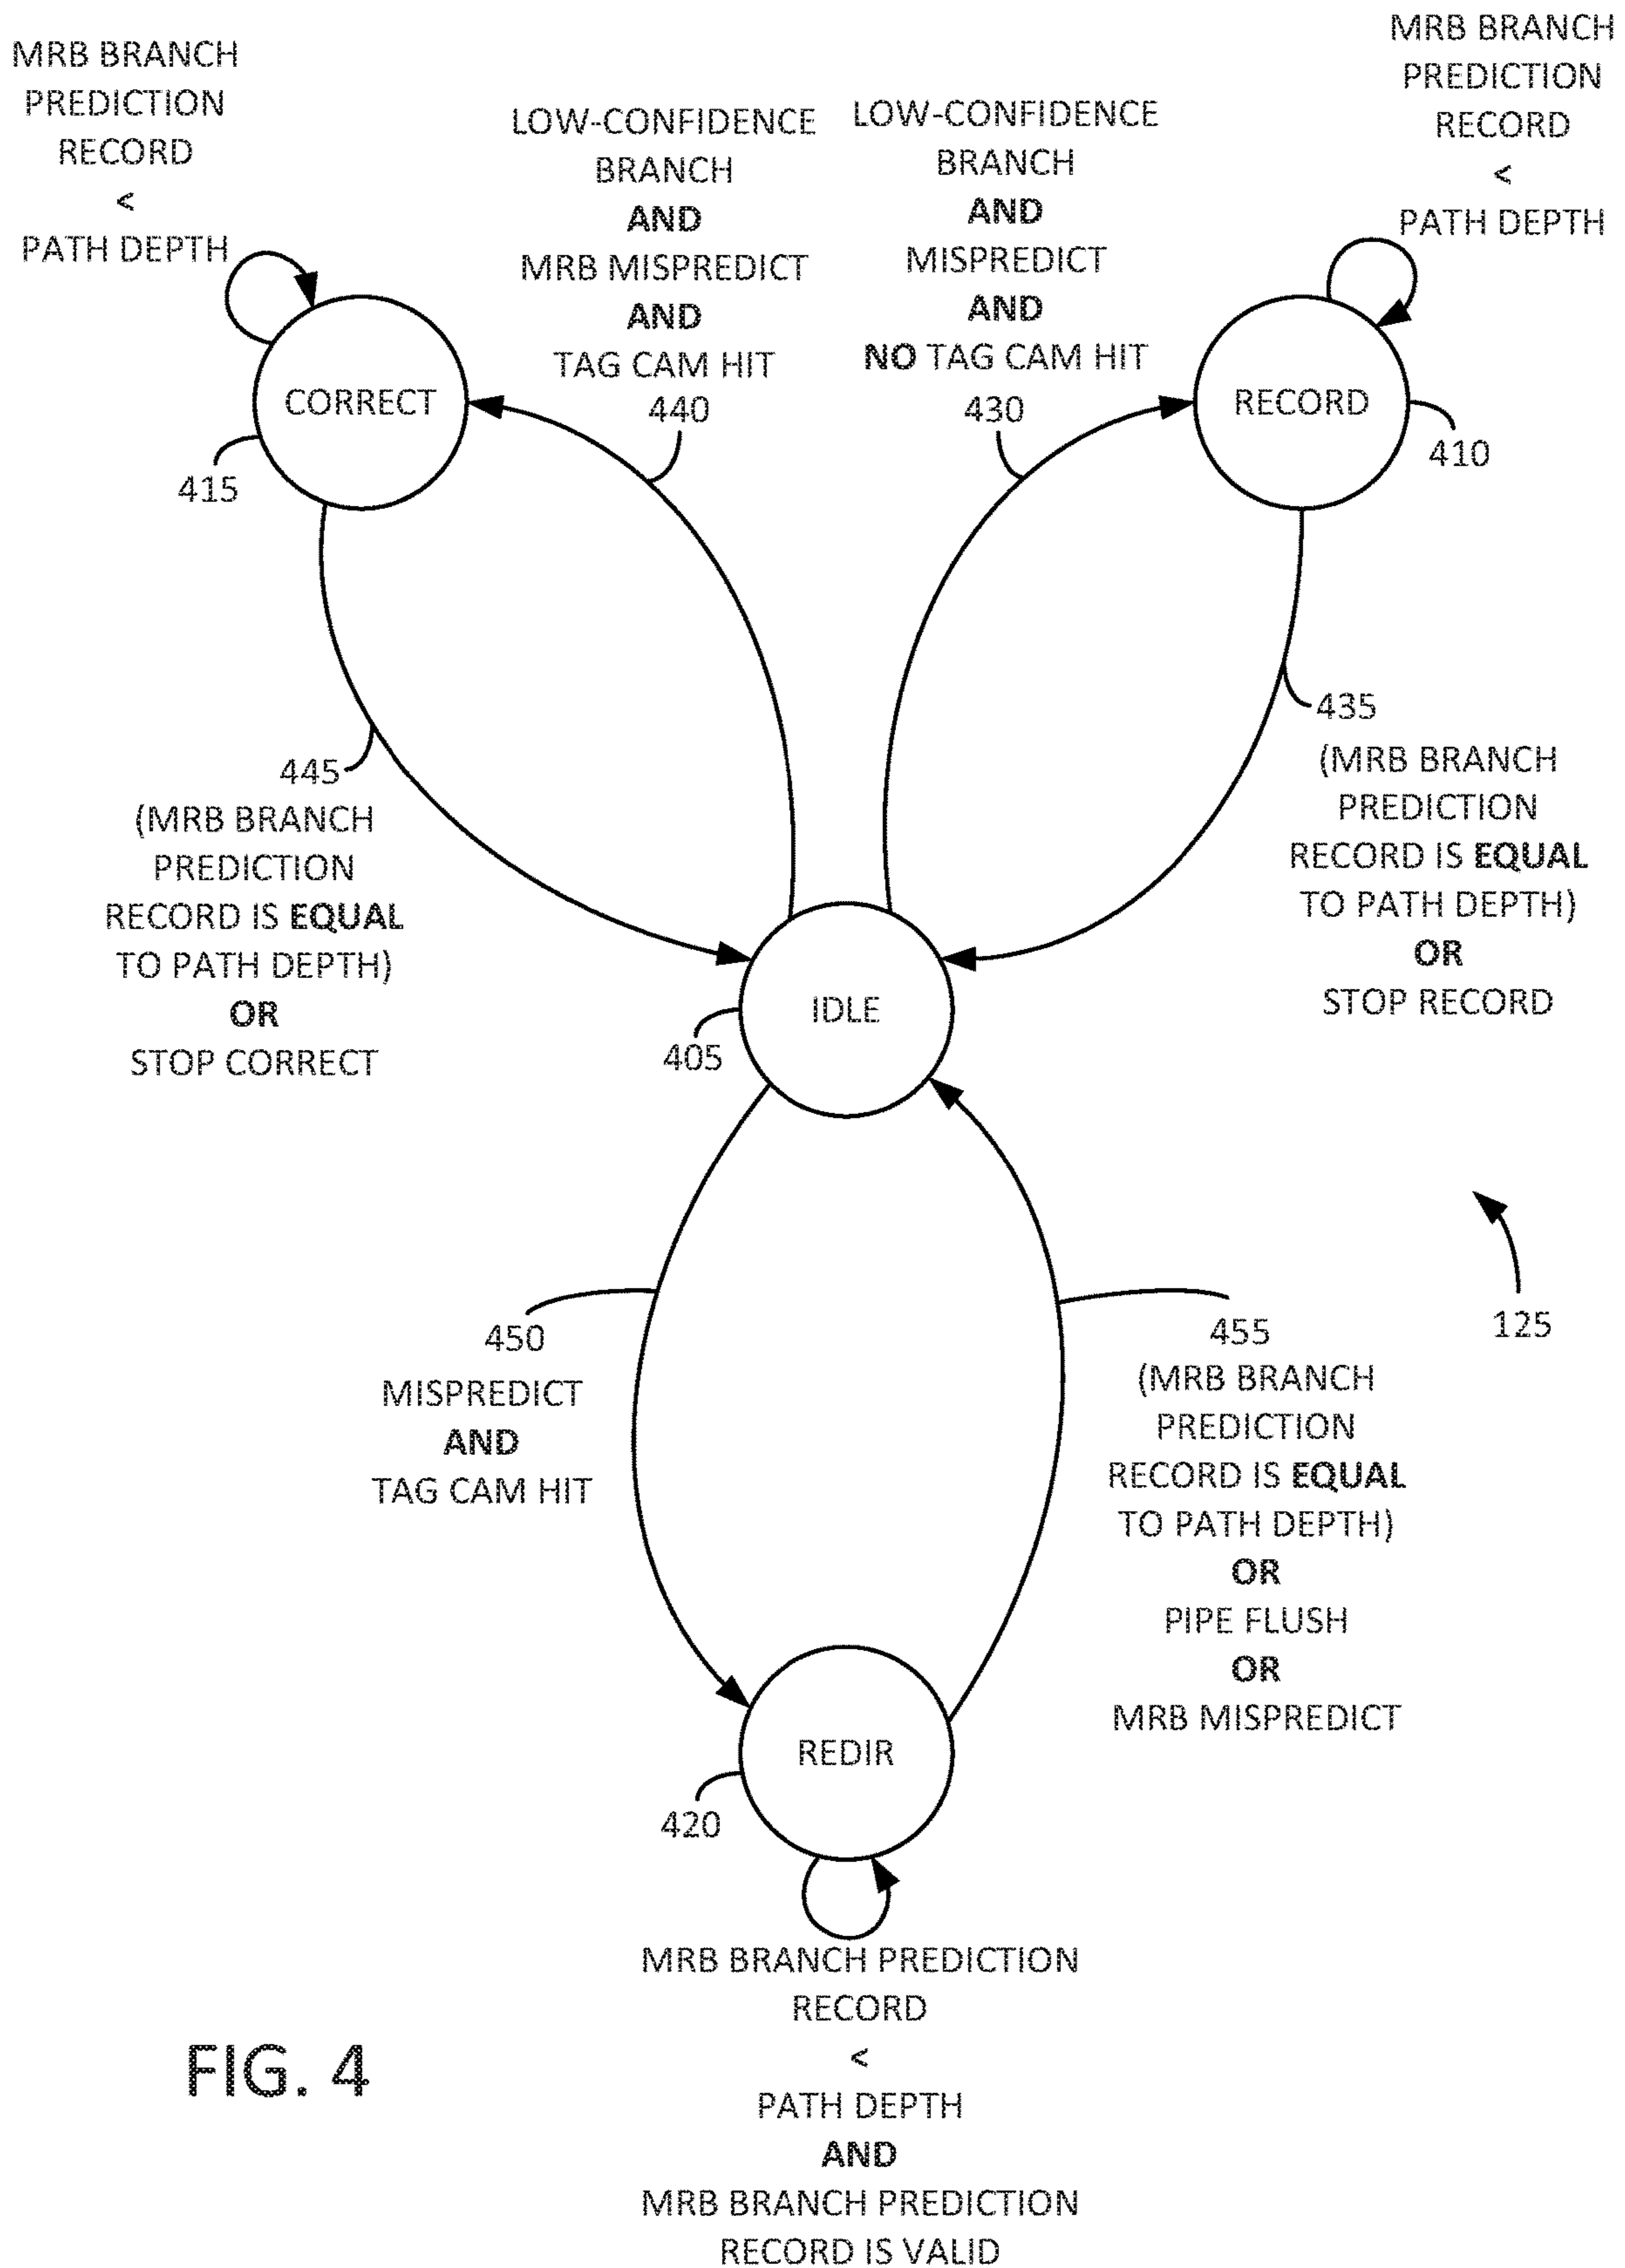 MRB BRANCH
PREDICTION
RECORD
<
PATH DEPTH
LOW-CONFIDENCE
BRANCH
AND
MRB MISPREDICT
AND
TAG CAM HIT
440
LOW-CONFIDENCE
BRANCH
AND
MISPREDICT
AND
NO TAG CAM HIT
430
MRB BRANCH
PREDICTION
RECORD
<
PATH DEPTH
CORRECT
415
RECORD
410
445
(MRB BRANCH
PREDICTION
RECORD IS EQUAL
TO PATH DEPTH)
OR
STOP CORRECT
435
(MRB BRANCH
PREDICTION
RECORD IS EQUAL
TO PATH DEPTH)
OR
STOP RECORD
IDLE
405
450
MISPREDICT
AND
TAG CAM HIT
455
(MRB BRANCH
PREDICTION
RECORD IS EQUAL
TO PATH DEPTH)
OR
PIPE FLUSH
OR
MRB MISPREDICT
125
REDIR
420
MRB BRANCH PREDICTION
RECORD
<
PATH DEPTH
AND
MRB BRANCH PREDICTION
RECORD IS VALID
FIG. 4